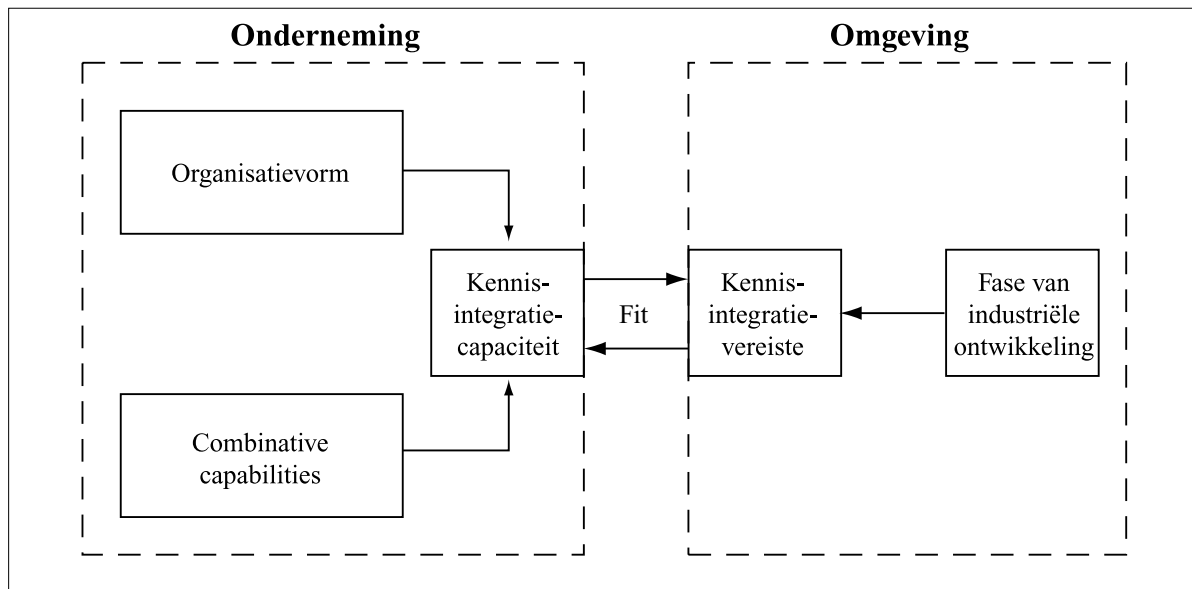 Onderneming
Omgeving
Organisatievorm
Kennis-
integratie-
capaciteit
Combinative
capabilities
Fit
Kennis-
integratie-
vereiste
Fase van
industriële
ontwikkeling